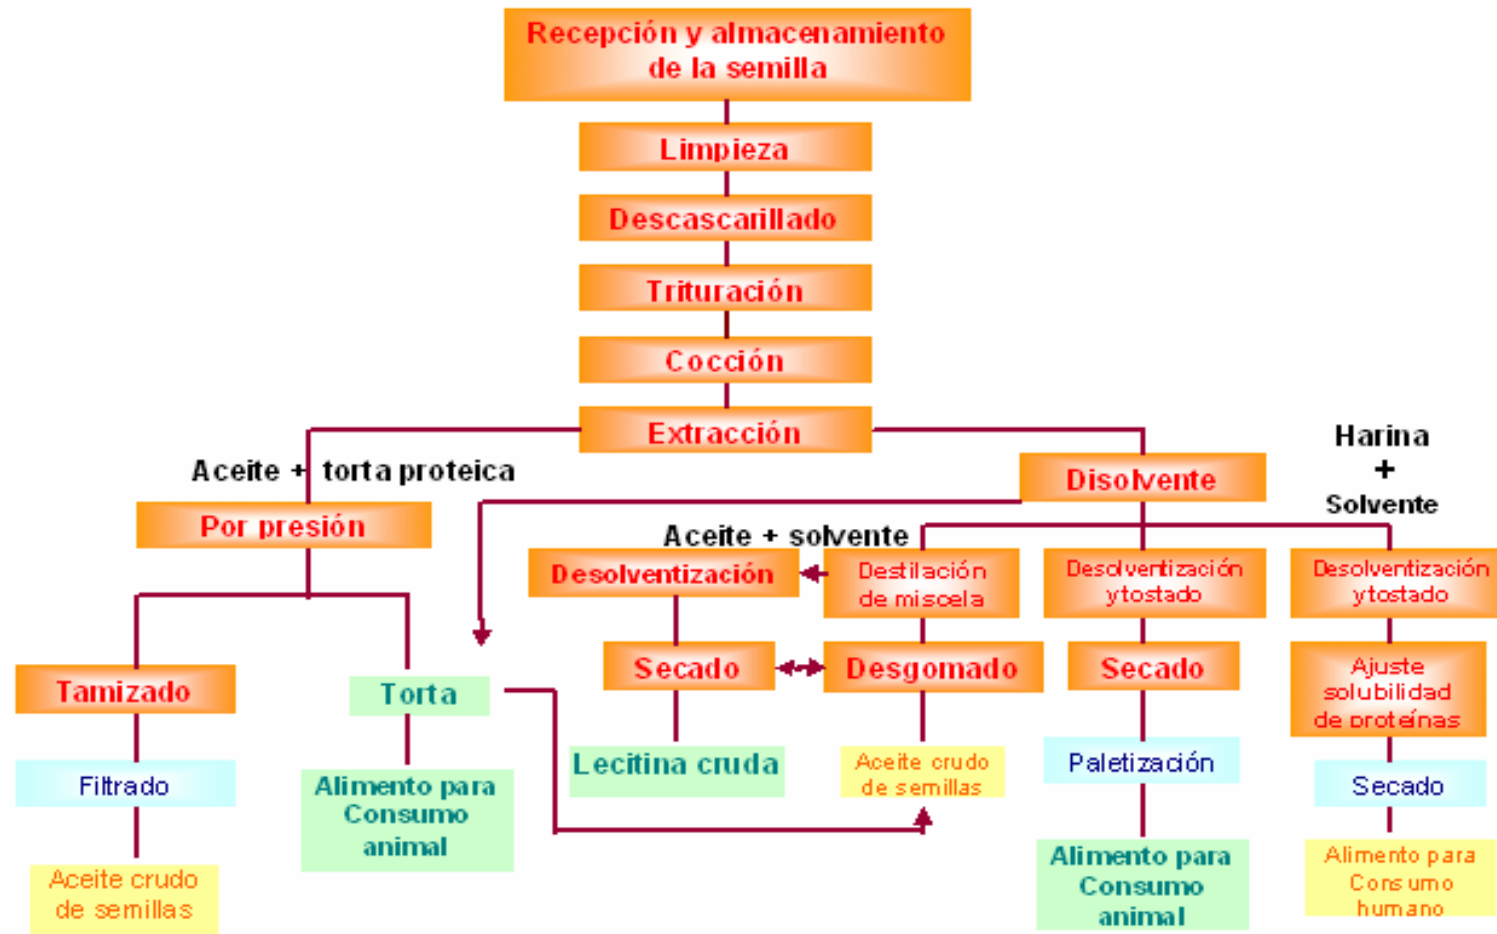 Recepción y almacenamiento
de la semilla
Limpieza
Descascarillado
Trituración
Cocción
Extracción
Aceite + torta proteica
Harina
+
Solvente
Disolvente
Por presión
Aceite + solvente
Desolventización
Destilación
de miscela
Desolventización
y tostado
Desolventización
y tostado
Tamizado
Torta
Secado
Desgomado
Secado
Ajuste
solubilidad
de proteínas
Filtrado
Alimento para
Consumo
animal
Lecitina cruda
Aceite crudo
de semillas
Paletización
Secado
Aceite crudo
de semillas
Alimento para
Consumo
animal
Alimento para
Consumo
humano